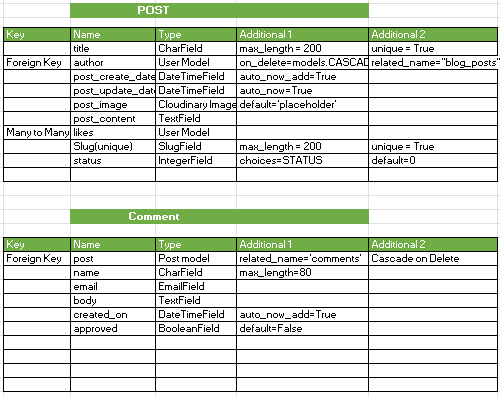 POST
Key Name Type Additional 1 Additional 2
title CharField max_length = 200 unique = True
Foreign Key author User Model on_delete=models.CASCAD related_name="blog_posts"
post_create_date DateTimeField auto_now_add=True
post_update_dat DateTimeField auto_now=True
post_image Cloudinary Image default='placeholder'
post_content TextField
Many to Many likes User Model
Slug(unique) SlugField max_length = 200 unique = True
status IntegerField choices=STATUS default=0
Comment
Key Name Type Additional 1 Additional 2
Foreign Key post Post model related_name='comments' Cascade on Delete
name CharField max_length=80
email EmailField
body TextField
created_on DateTimeField auto_now_add=True
approved BooleanField default=False